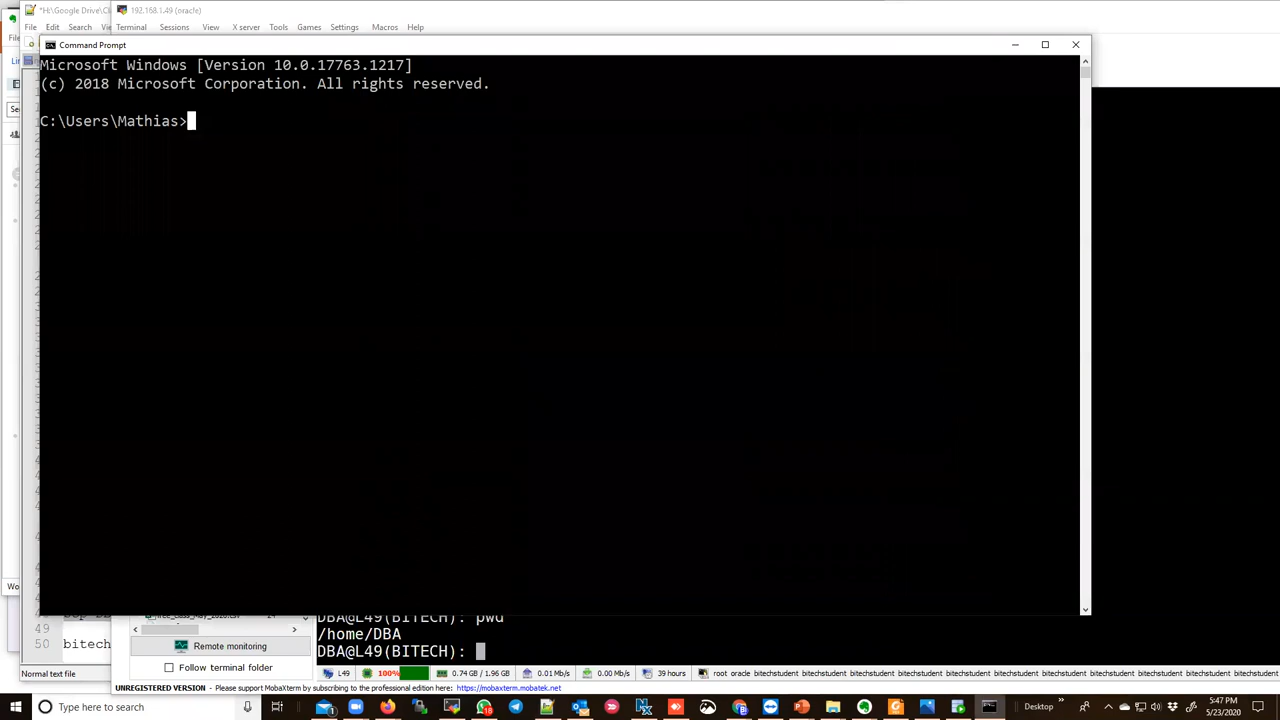 *H:\Google Drive\Cl
192.168.1.49 (oracle)
File Edit Search
Terminal Sessions View X server Tools Games Settings Macros Help
Command Prompt
Microsoft Windows [Version 10.0.17763.1217]
(c) 2018 Microsoft Corporation. All rights reserved.
C:\Users\Mathias>
DBA@L49(BITECH): pwd
49
/home/DBA
50 bitech
Remote monitoring
DBA@L49(BITECH):
Follow terminal folder
Normal text file
L49 100% 0.74 GB / 1.96 GB 0.01 Mb/s 0.00 Mb/s 39 hours root oracle bitechstudent bitechstudent bitechstudent bitechstudent bitechstudent bitechstudent bitechstudent
UNREGISTERED VERSION - Please support MobaXterm by subscribing to the professional edition here: https://mobaxterm.mobatek.net
Type here to search
Desktop
5:47 PM
5/23/2020